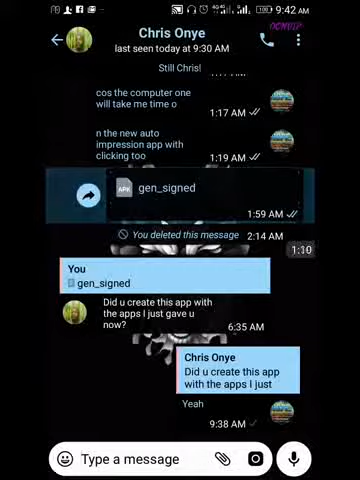 9:42 AM
Chris Onye
last seen today at 9:30 AM
Still Chris!
cos the computer one
will take me time o
1:17 AM
n the new auto
impression app with
clicking too
1:19 AM
APK
gen_signed
1:59 AM
You deleted this message 2:14 AM
1:10
You
gen_signed
Did u create this app with
the apps I just gave u
now?
6:35 AM
Chris Onye
Did u create this app
with the apps I just
Yeah
9:38 AM
Type a message